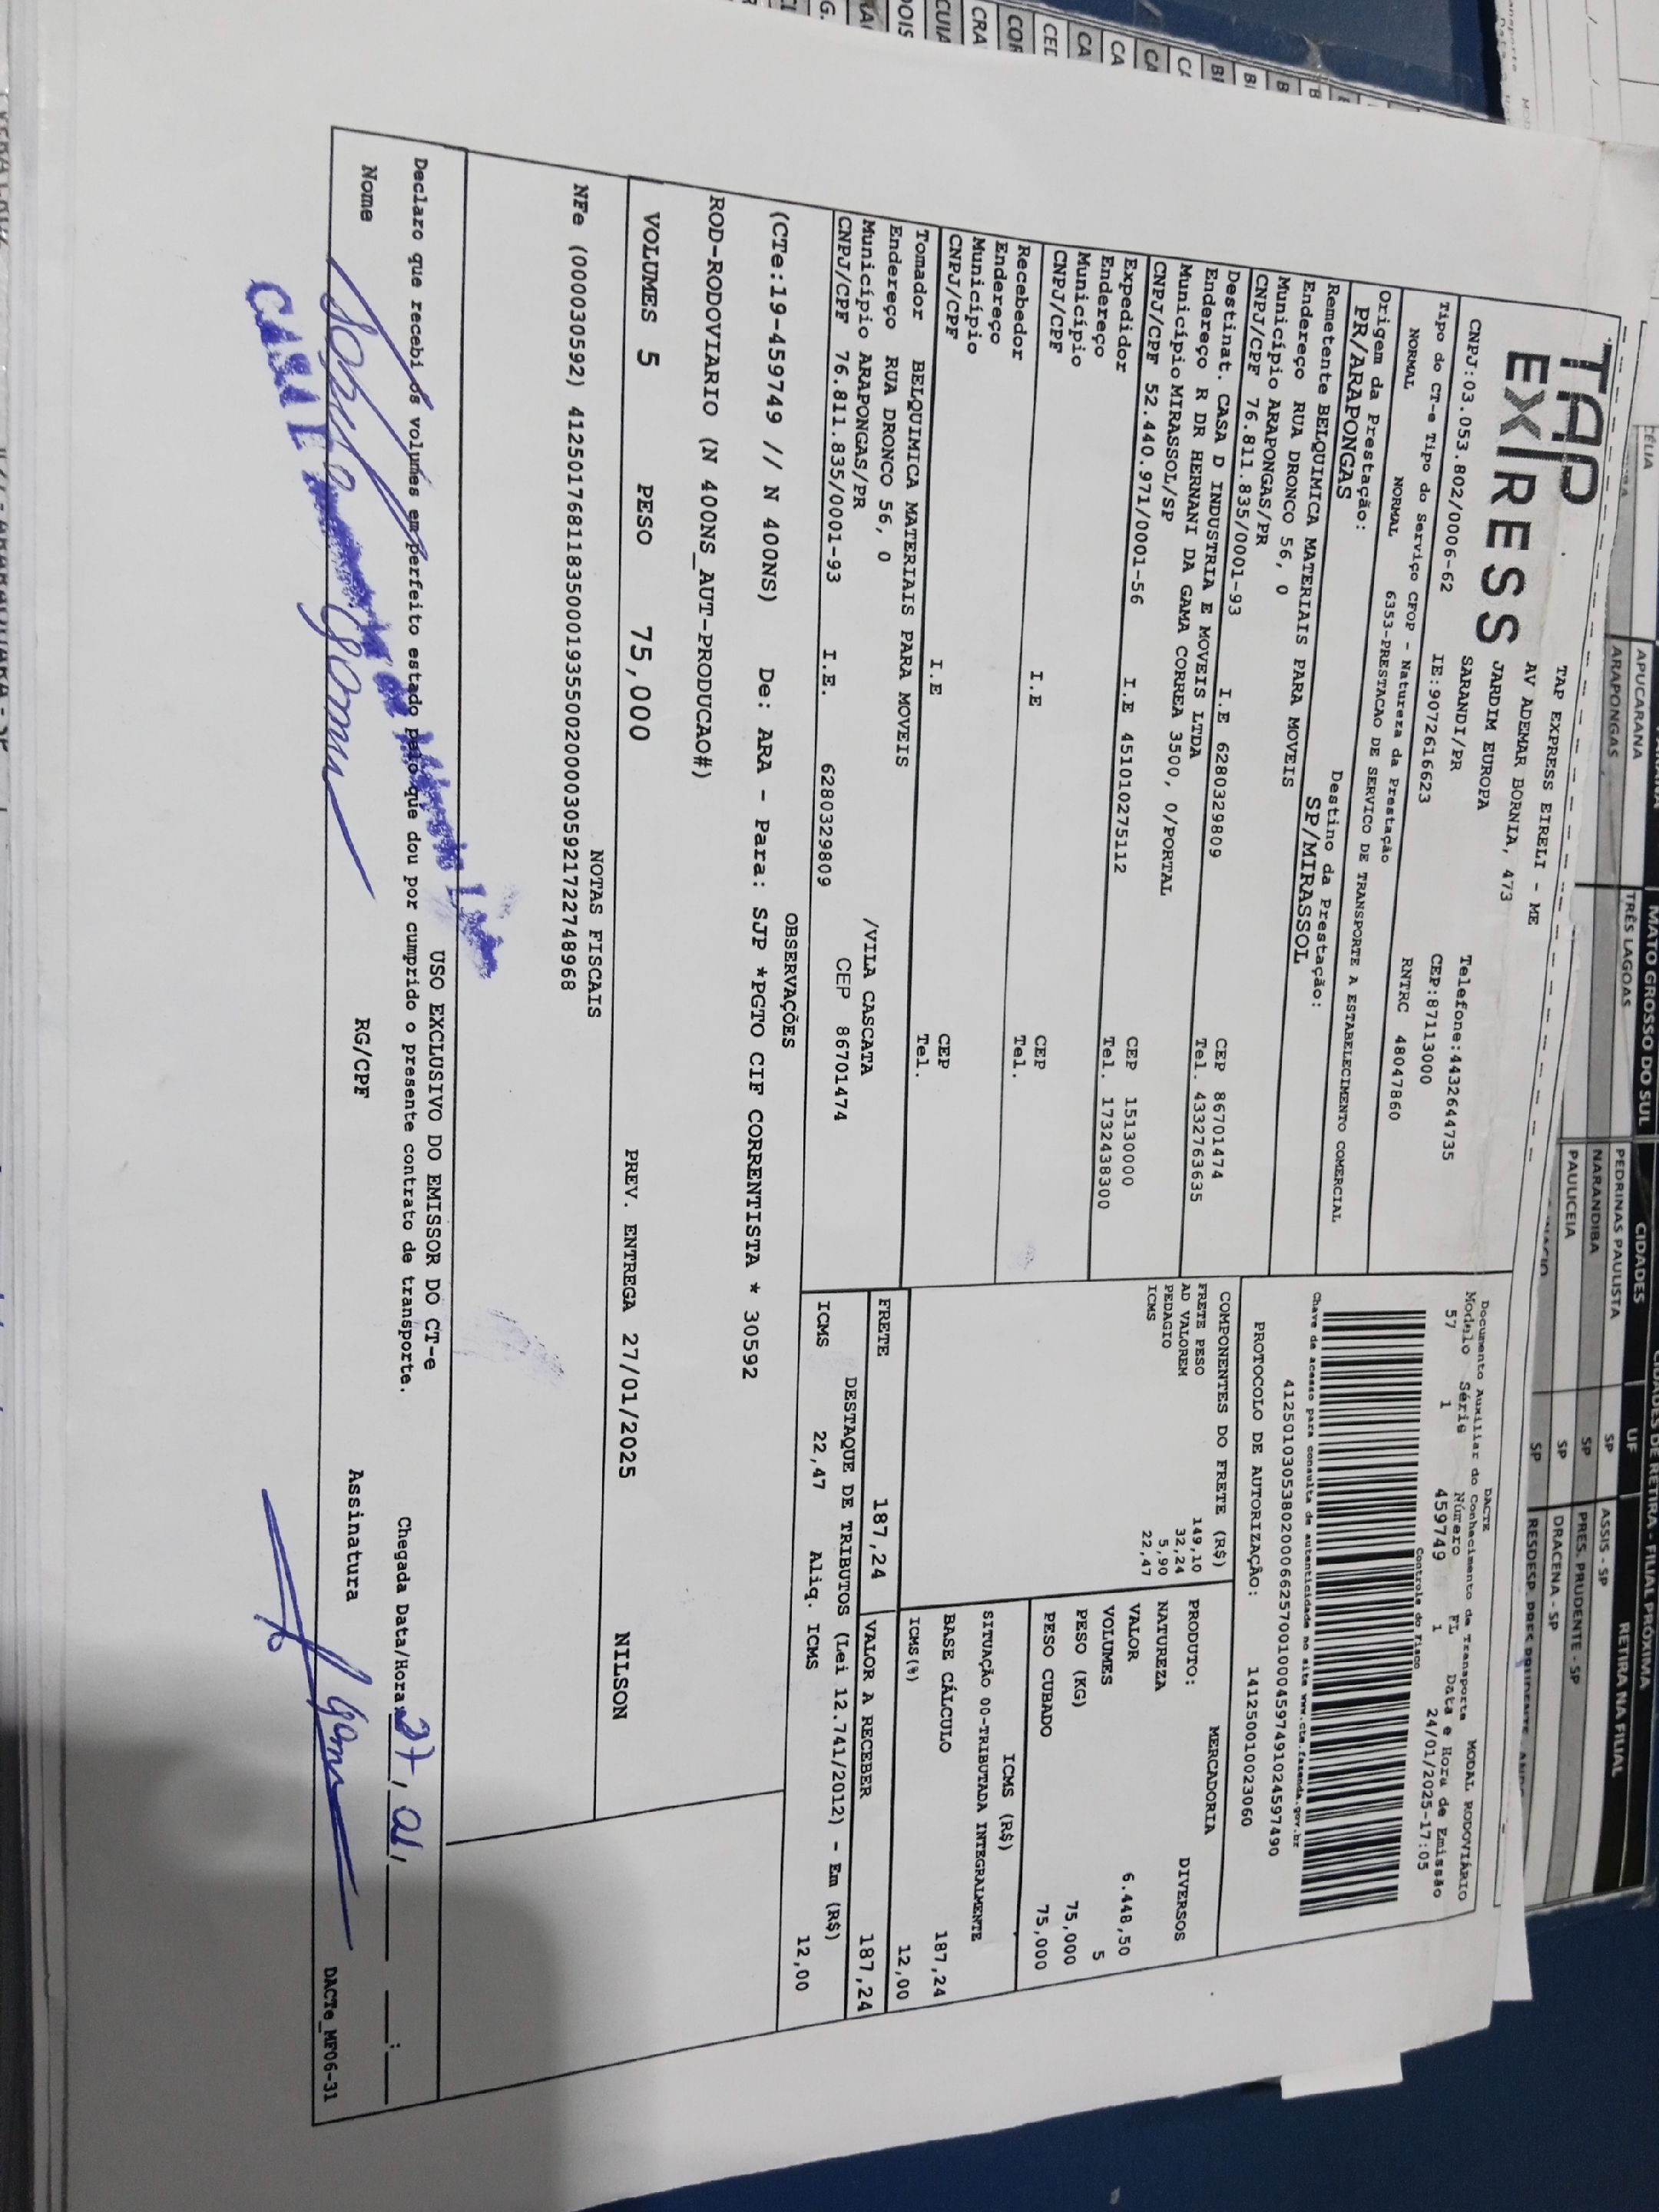 TAP
EXPRESS
TAP EXPRESS EIRELI - ME
AV ADEMAR BORNIA, 473
JARDIM EUROPA
SARANDI/PR
Telefone:4432644735
CNPJ:03.053.802/0006-62 IE:9072616623 CEP:87113000
Tipo do CT-e Tipo do Serviço CFOP - Natureza da Prestação RNTRC 48047860
NORMAL NORMAL 6353-PRESTACAO DE SERVICO DE TRANSPORTE A ESTABELECIMENTO COMERCIAL
Origem da Prestação: Destino da Prestação:
PR/ARAPONGAS SP/MIRASSOL
DACTE MODAL RODOVIÁRIO
Documento Auxiliar do Conhecimento de Transporte
Modelo Série Número FL Data e Hora de Emissão
57 1 459749 1 24/01/2025-17:05
Controle do Fisco
Chave de acesso para consulta de autenticidade no site www.cte.fazenda.gov.br
PROTOCOLO DE AUTORIZAÇÃO: 141250010023060
Remetente BELQUIMICA MATERIAIS PARA MOVEIS
Endereço RUA DRONCO 56, 0
Município ARAPONGAS/PR CEP 86701474
CNPJ/CPF 76.811.835/0001-93 I.E 6280329809 Tel. 4332763635
Destinat. CASA D INDUSTRIA E MOVEIS LTDA
Endereço R DR HERNANI DA GAMA CORREA 3500, 0/PORTAL
Município MIRASSOL/SP CEP 15130000
CNPJ/CPF 52.440.971/0001-56 I.E 451010275112 Tel. 1732438300
Expedidor
Endereço
Município CEP
CNPJ/CPF I.E Tel.
Recebedor
Endereço
Município CEP
CNPJ/CPF I.E Tel.
Tomador BELQUIMICA MATERIAIS PARA MOVEIS
Endereço RUA DRONCO 56, 0 /VILA CASCATA
Município ARAPONGAS/PR CEP 86701474
CNPJ/CPF 76.811.835/0001-93 I.E. 6280329809
COMPONENTES DO FRETE (R$)
FRETE PESO 149,10
AD VALOREM 32,24
PEDAGIO 5,90
ICMS 22,47
MERCADORIA
PRODUTO: DIVERSOS
NATUREZA
VALOR 6.448,50
VOLUMES 5
PESO (KG) 75,000
PESO CUBADO 75,000
ICMS (R$)
SITUAÇÃO 00-TRIBUTADA INTEGRALMENTE
BASE CÁLCULO 187,24
ICMS(%) 12,00
FRETE 187,24 VALOR A RECEBER 187,24
DESTAQUE DE TRIBUTOS (Lei 12.741/2012) - Em (R$)
ICMS 22,47 Aliq. ICMS 12,00
OBSERVAÇÕES
(CTe:19-459749 // N 400NS) De: ARA - Para: SJP *PGTO CIF CORRENTISTA * 30592
ROD-RODOVIARIO (N 400NS_AUT-PRODUCAO#)
VOLUMES 5 PESO 75,000 PREV. ENTREGA 27/01/2025 NILSON
NOTAS FISCAIS
NFe (000030592) 41250176811835000193550020000305921722748968
USO EXCLUSIVO DO EMISSOR DO CT-e
Declaro que recebi os volumes em perfeito estado pelo que dou por cumprido o presente contrato de transporte. Chegada Data/Hora: 27/01/
Nome RG/CPF Assinatura
DACTe_MF06-31
APUCARANA
ARAPONGAS
MATO GROSSO DO SUL
TRÊS LAGOAS
CIDADES UF RETIRA NA FILIAL
PEDRINAS PAULISTA SP ASSIS - SP
NARANDIBA SP PRES. PRUDENTE - SP
PAULICEIA SP DRACENA - SP